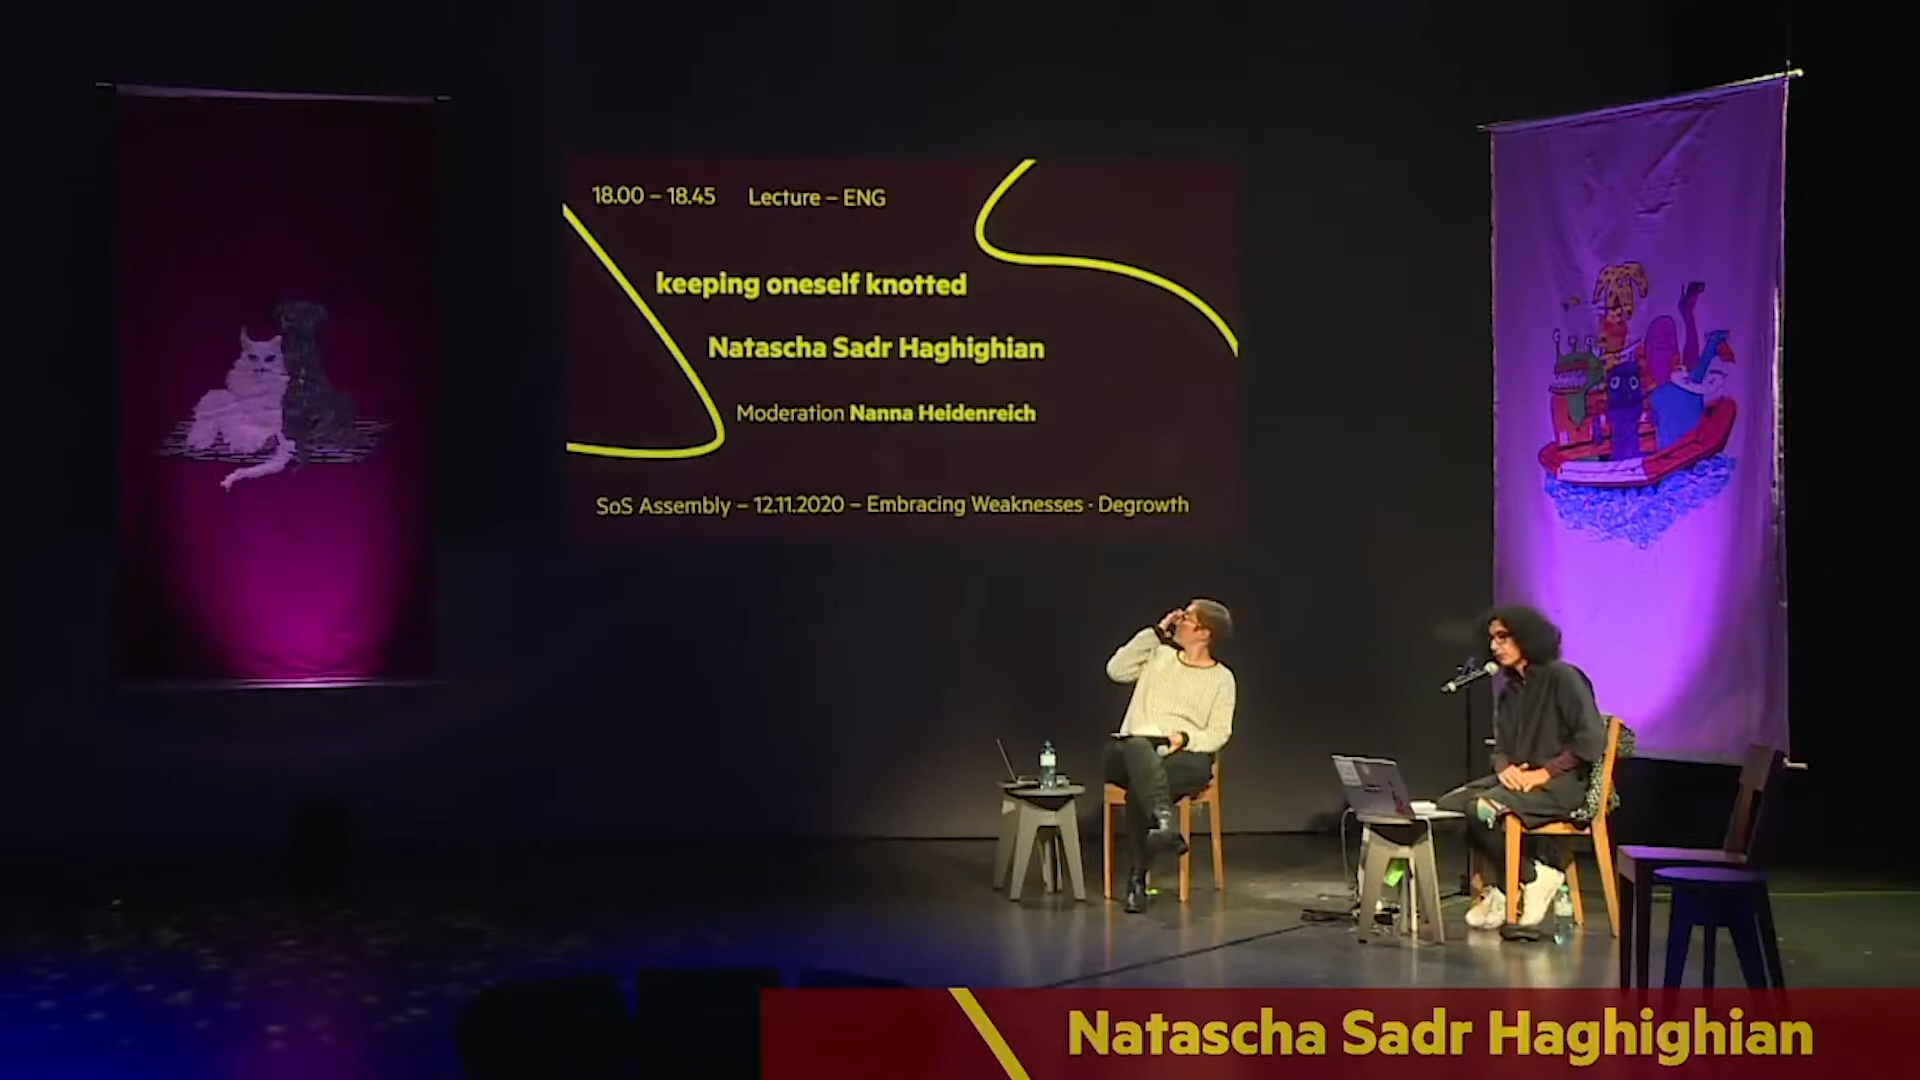 18.00 – 18.45 Lecture – ENG
keeping oneself knotted
Natascha Sadr Haghighian
Moderation Nanna Heidenreich
SoS Assembly – 12.11.2020 – Embracing Weaknesses · Degrowth
Natascha Sadr Haghighian